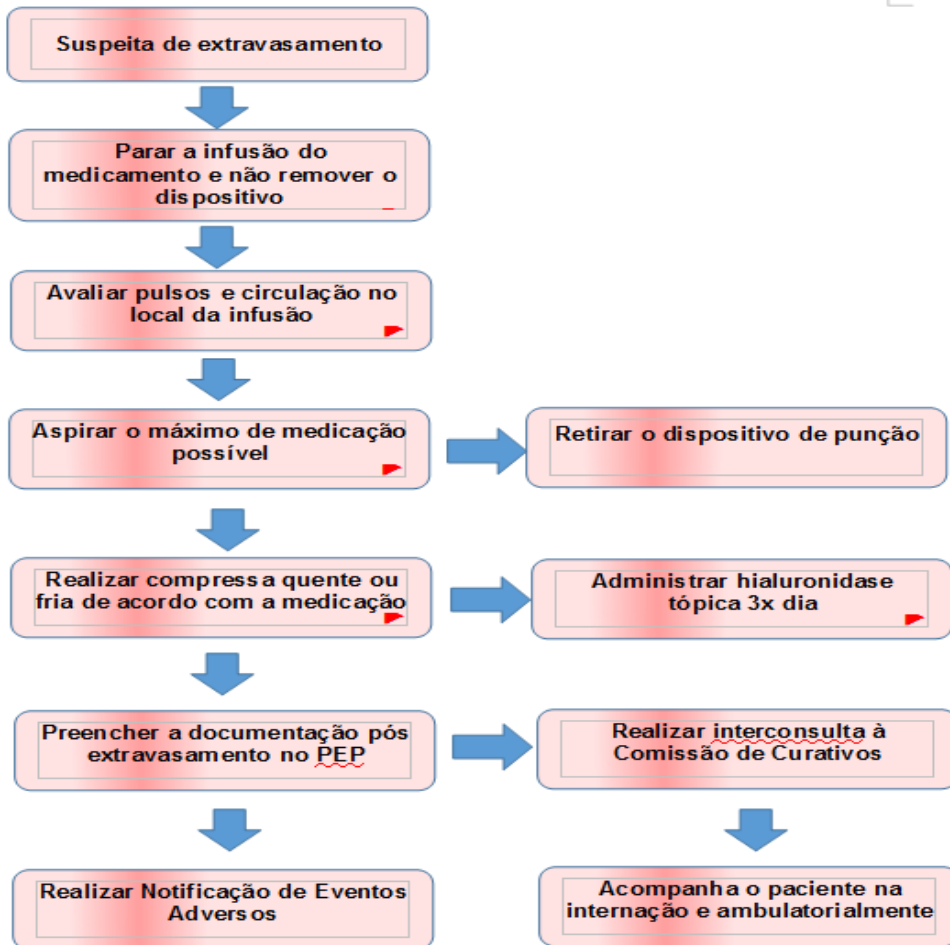 Suspeita de extravasamento
Parar a infusão do
medicamento e não remover o
dispositivo
Avaliar pulsos e circulação no
local da infusão
Aspirar o máximo de medicação
possível
Retirar o dispositivo de punção
Realizar compressa quente ou
fria de acordo com a medicação
Administrar hialuronidase
tópica 3x dia
Preencher a documentação pós
extravasamento no PEP
Realizar interconsulta à
Comissão de Curativos
Realizar Notificação de Eventos
Adversos
Acompanha o paciente na
internação e ambulatorialmente